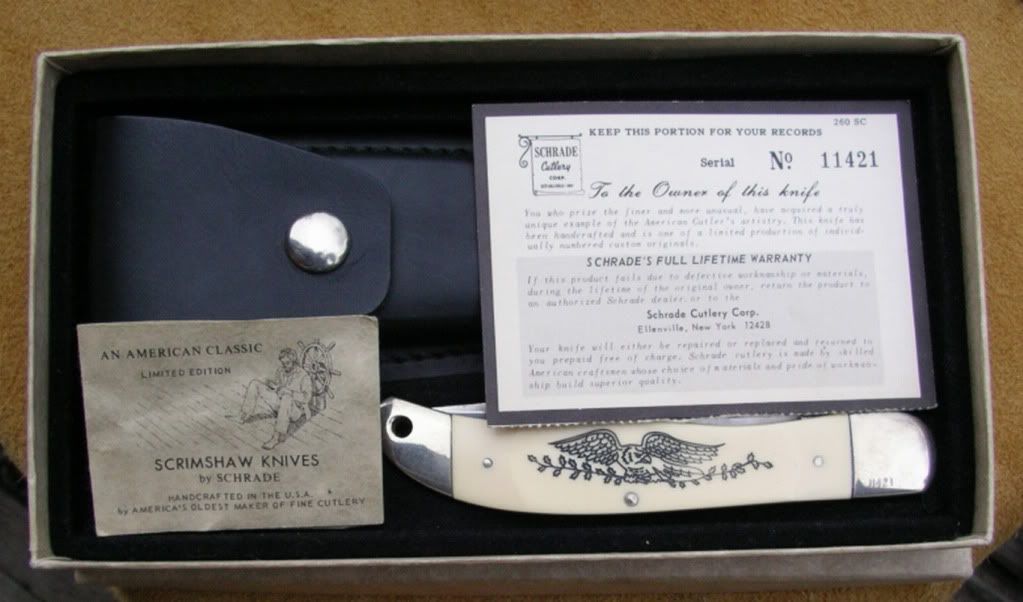 260 SC
KEEP THIS PORTION FOR YOUR RECORDS
SCHRADE
Cutlery
CORP.
Serial No 11421
To the Owner of this knife
You who prize the finer and more unusual, have acquired a truly
unique example of the American Cutler's artistry. This knife has
been handcrafted and is one of a limited production of individ-
ually numbered custom originals.
SCHRADE'S FULL LIFETIME WARRANTY
If this product fails due to defective workmanship or materials,
during the lifetime of the original owner, return the product to
an authorized Schrade dealer, or to the
Schrade Cutlery Corp.
Ellenville, New York 12428
Your knife will either be repaired or replaced and returned to
you prepaid free of charge. Schrade cutlery is made by skilled
American craftsmen whose choice of materials and pride of workman-
ship build superior quality.
AN AMERICAN CLASSIC
LIMITED EDITION
SCRIMSHAW KNIVES
by SCHRADE
HANDCRAFTED IN THE U.S.A.
by AMERICA'S OLDEST MAKER OF FINE CUTLERY
11421